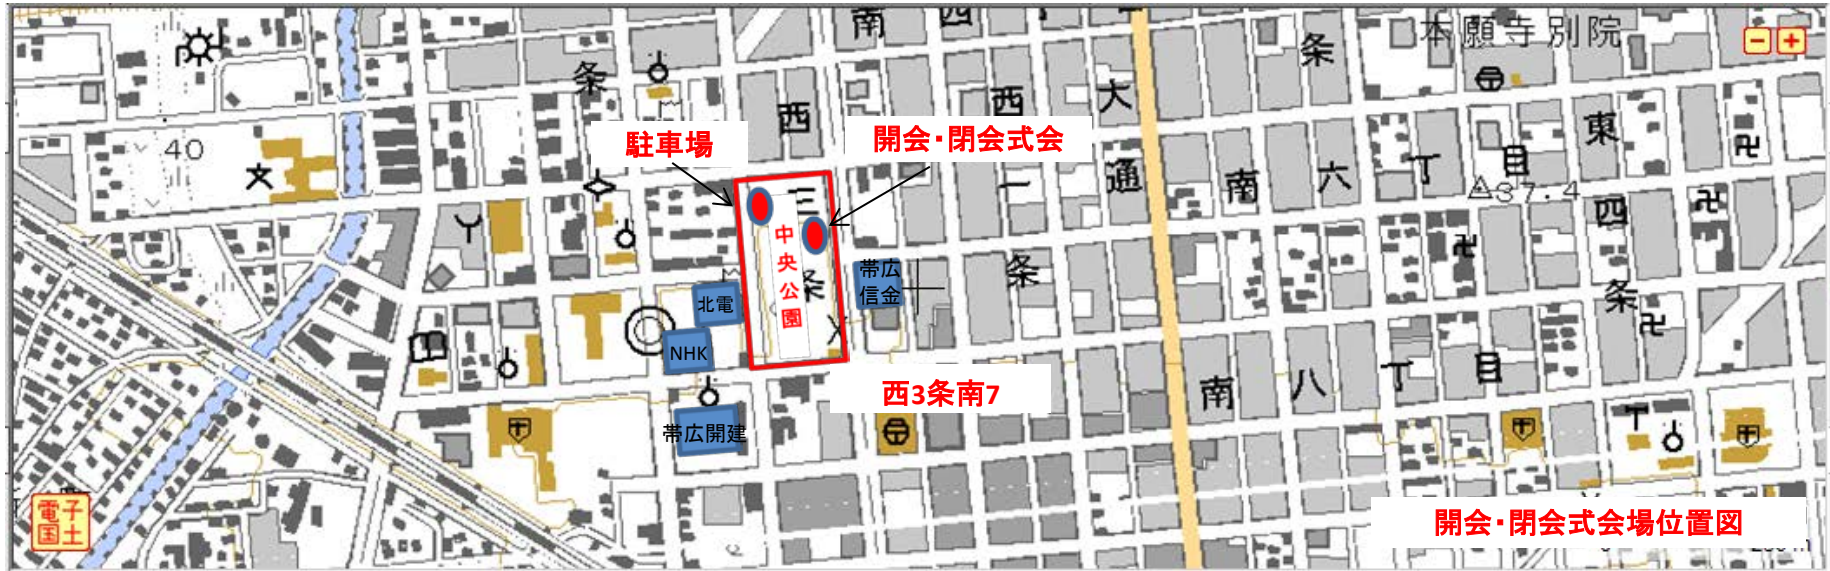 南
四
条
本願寺別院
－
＋
条
西
西
大
駐車場
開会・閉会式会
40
東
南六丁目
通
一
三
37.4
四
条
中央公園
帯広
信金
条
条
北電
NHK
西3条南7
南八丁目
帯広開建
電子
国土
開会・閉会式会場位置図